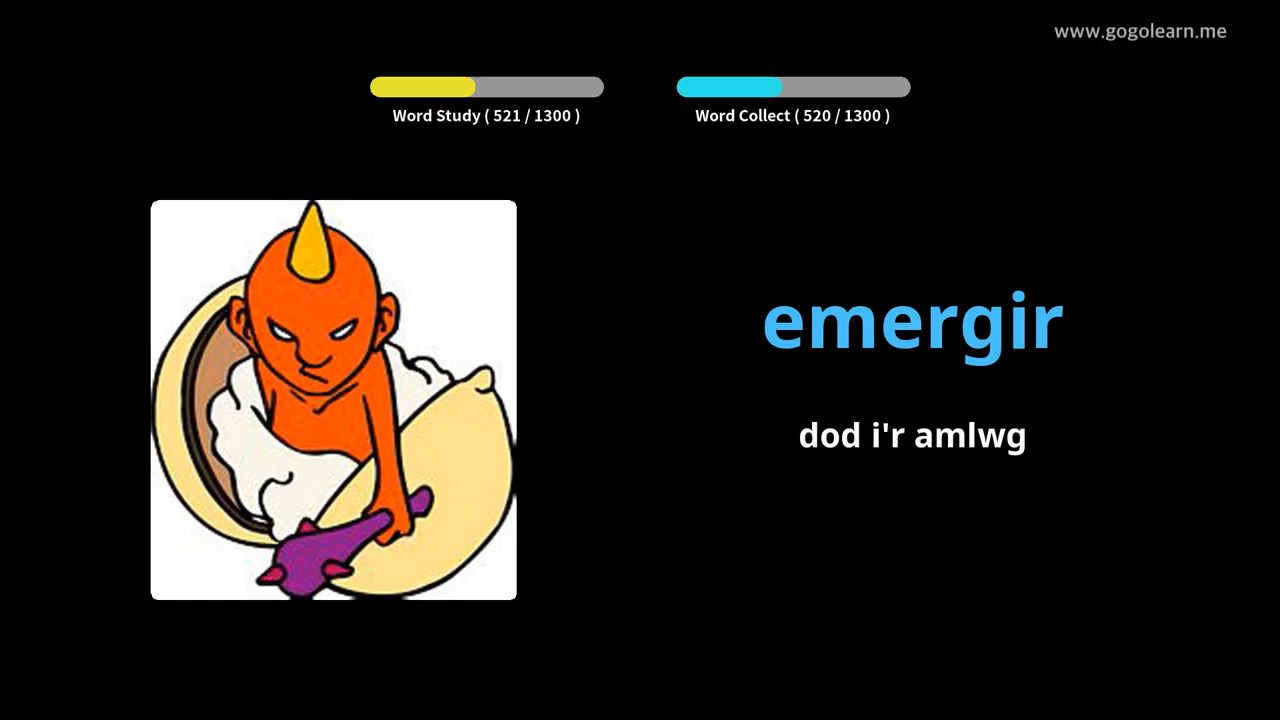 www.gogolearn.me
Word Study ( 521 / 1300 )
Word Collect ( 520 / 1300 )
emergir
dod i'r amlwg